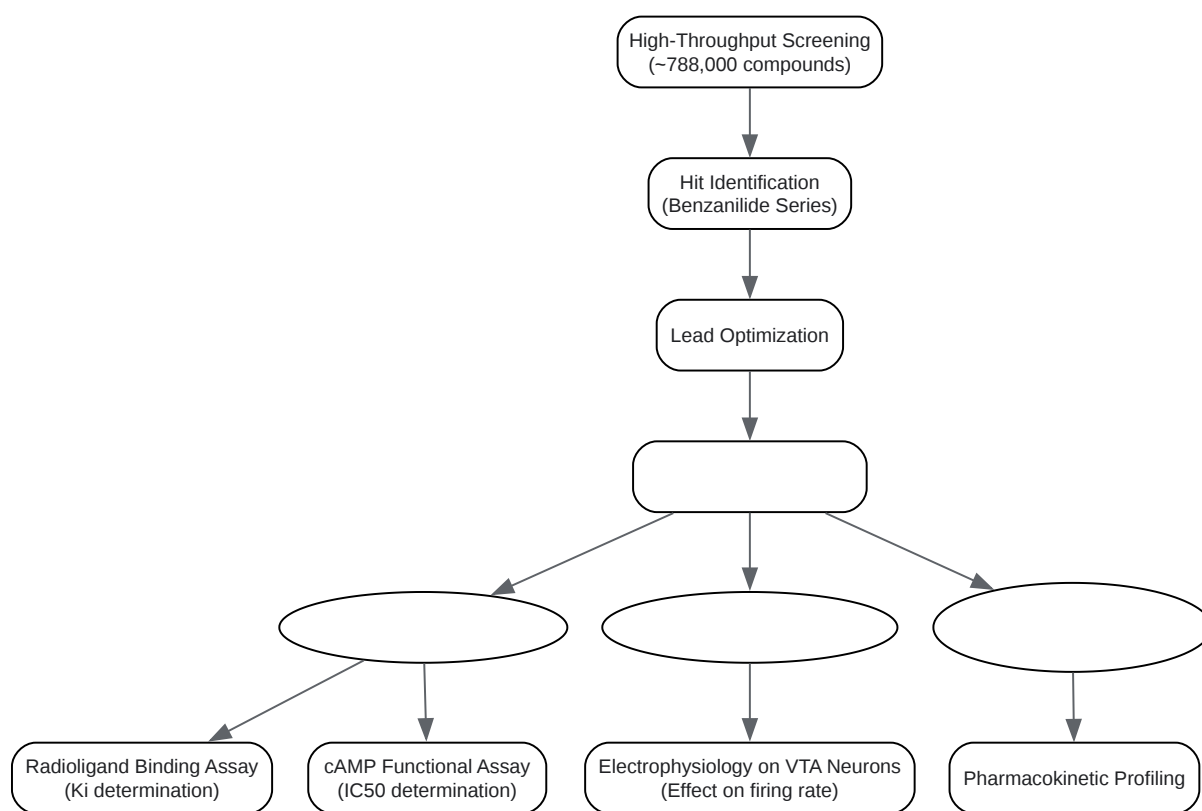 High-Throughput Screening
(~788,000 compounds)
Hit Identification
(Benzanilide Series)
Lead Optimization
Radioligand Binding Assay
(Ki determination)
cAMP Functional Assay
(IC50 determination)
Electrophysiology on VTA Neurons
(Effect on firing rate)
Pharmacokinetic Profiling